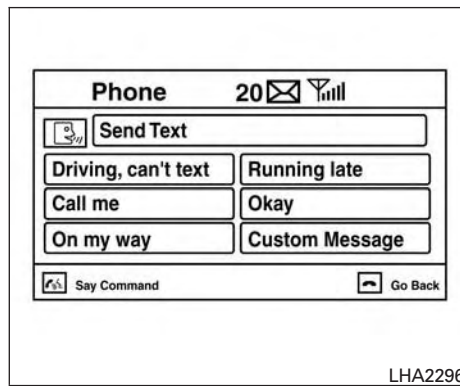 Phone 20
Send Text
Driving, can't text Running late
Call me Okay
On my way Custom Message
Say Command Go Back
LHA2296